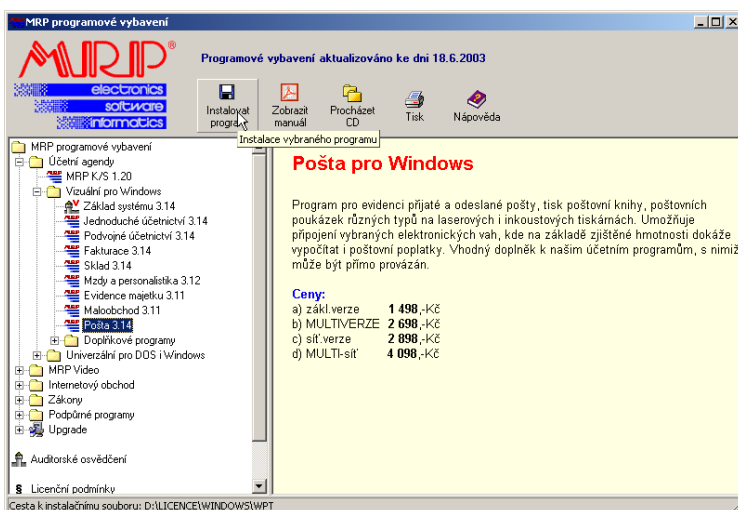 MRP programové vybavení
MRP®
electronics
software
informatics
Programové vybavení aktualizováno ke dni 18.6.2003
Instalovat program
Zobrazit manuál
Procházet CD
Tisk
Nápověda
Instalace vybraného programu
MRP programové vybavení
Účetní agendy
MRP K/S 1.20
Vizuální pro Windows
Základ systému 3.14
Jednoduché účetnictví 3.14
Podvojné účetnictví 3.14
Fakturace 3.14
Sklad 3.14
Mzdy a personalistika 3.12
Evidence majetku 3.11
Maloobchod 3.11
Pošta 3.14
Doplňkové programy
Univerzální pro DOS i Windows
MRP Video
Internetový obchod
Zákony
Podpůrné programy
Upgrade
Auditorské osvědčení
§ Licenční podmínky
Pošta pro Windows
Program pro evidenci přijaté a odeslané pošty, tisk poštovní knihy, poštovních
poukázek různých typů na laserových i inkoustových tiskárnách. Umožňuje
připojení vybraných elektronických vah, kde na základě zjištěné hmotnosti dokáže
vypočítat i poštovní poplatky. Vhodný doplněk k našim účetním programům, s nimiž
může být přímo provázán.
Ceny:
a) zákl.verze 1 498,-Kč
b) MULTIVERZE 2 698,-Kč
c) síť.verze 2 898,-Kč
d) MULTI-síť 4 098,-Kč
Cesta k instalačnímu souboru: D:\LICENCE\WINDOWS\WPT